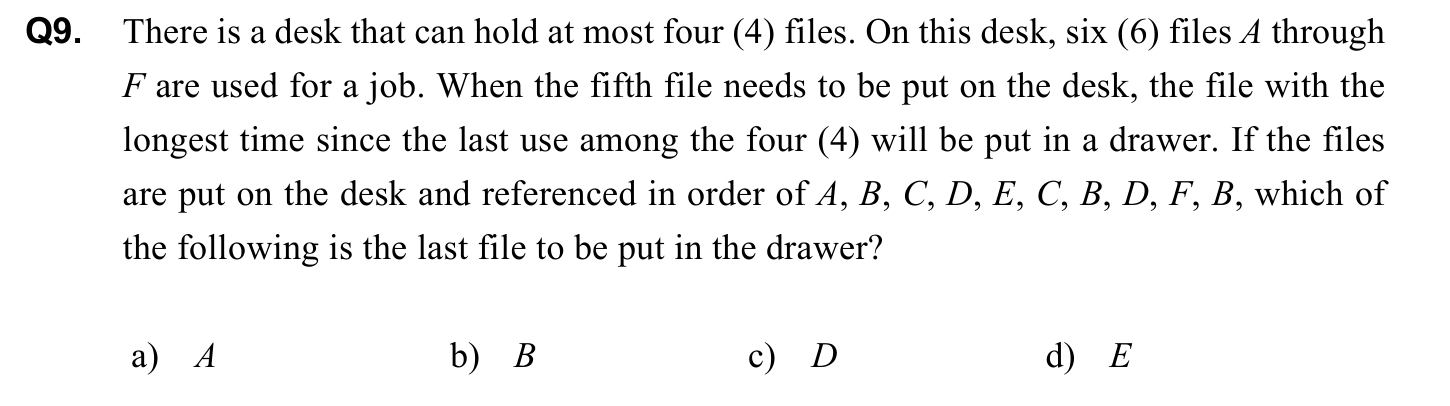 Q9. There is a desk that can hold at most four (4) files. On this desk, six (6) files A through
F are used for a job. When the fifth file needs to be put on the desk, the file with the
longest time since the last use among the four (4) will be put in a drawer. If the files
are put on the desk and referenced in order of A, B, C, D, E, C, B, D, F, B, which of
the following is the last file to be put in the drawer?
a) A b) B c) D d) E